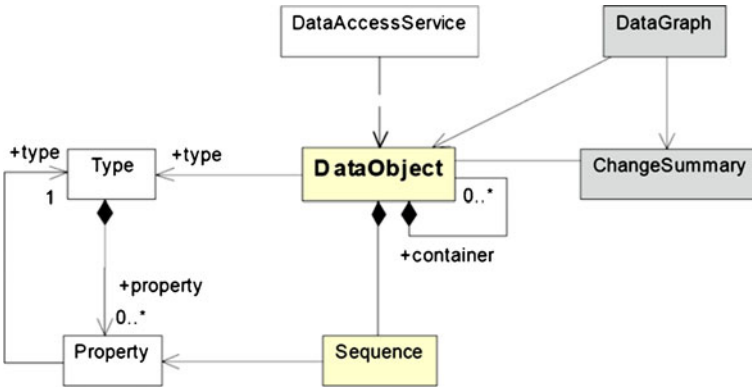 DataAccessService
DataGraph
+type
Type
+type
DataObject
ChangeSummary
1
0..*
+container
+property
0..*
Property
Sequence